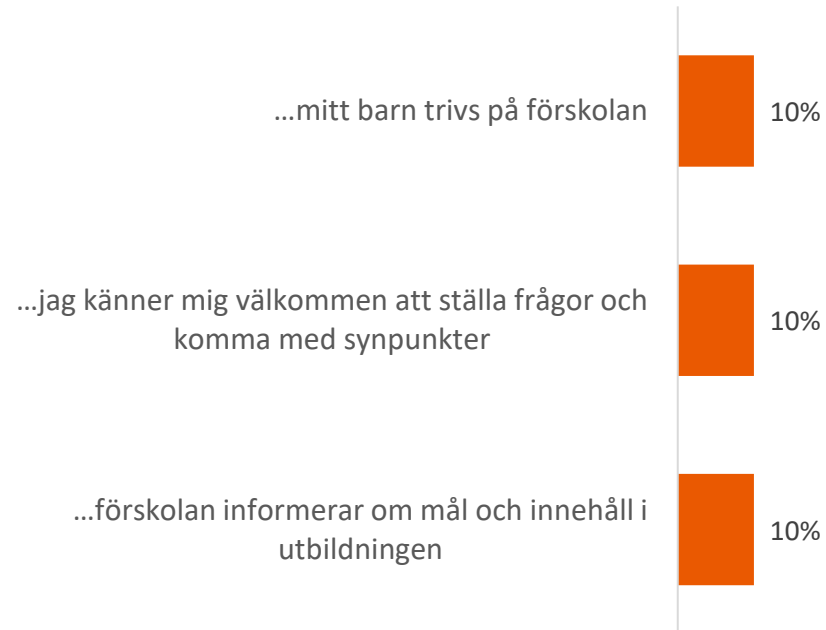 ...mitt barn trivs på förskolan
10%
...jag känner mig välkommen att ställa frågor och
komma med synpunkter
10%
...förskolan informerar om mål och innehåll i
utbildningen
10%